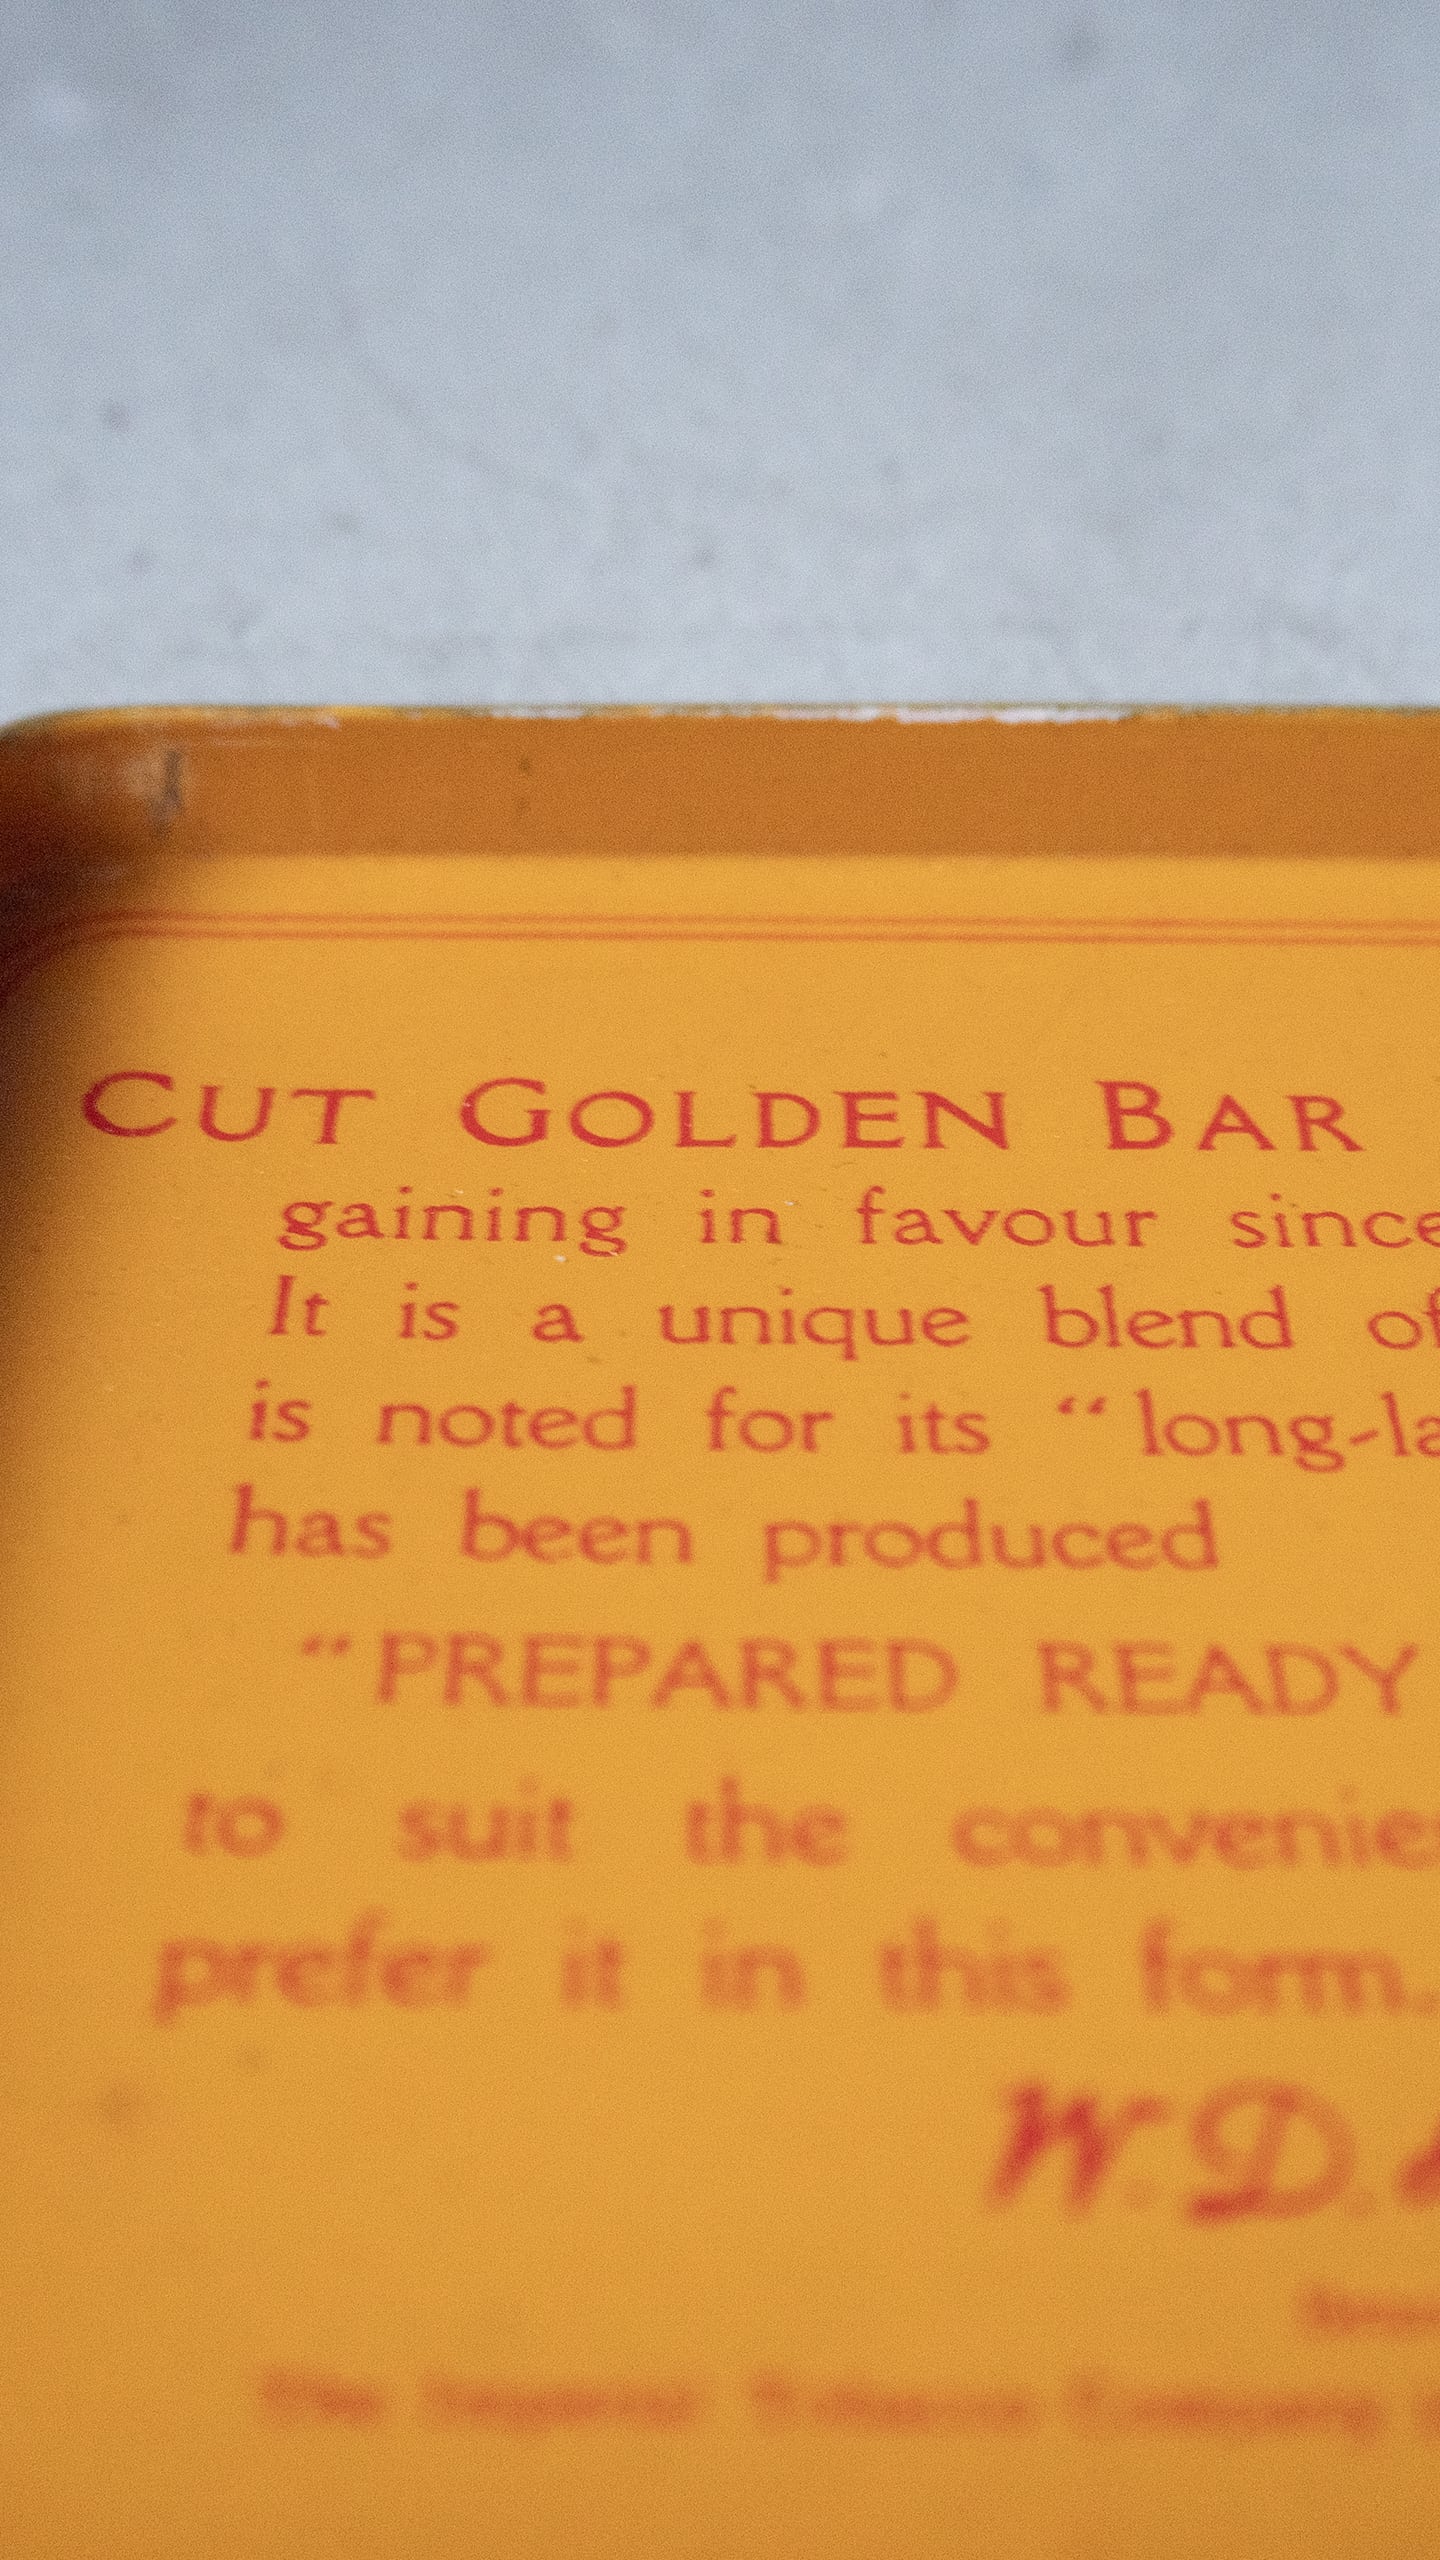 CUT GOLDEN BAR
gaining in favour since
It is a unique blend of
is noted for its “long-la
has been produced
“PREPARED READY
to suit the convenie
prefer it in this form.
W.D.